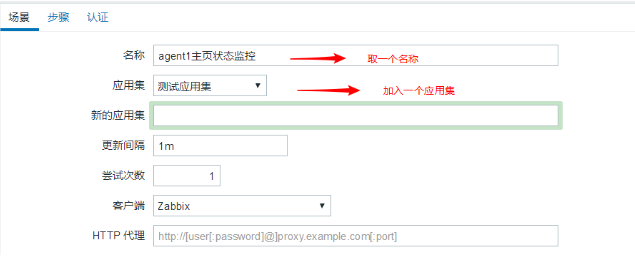 场景 步骤 认证
名称 agent1主页状态监控 取一个名称
应用集 测试应用集 加入一个应用集
新的应用集
更新间隔 1m
尝试次数 1
客户端 Zabbix
HTTP 代理 http://[user[:password]@]proxy.example.com[:port]